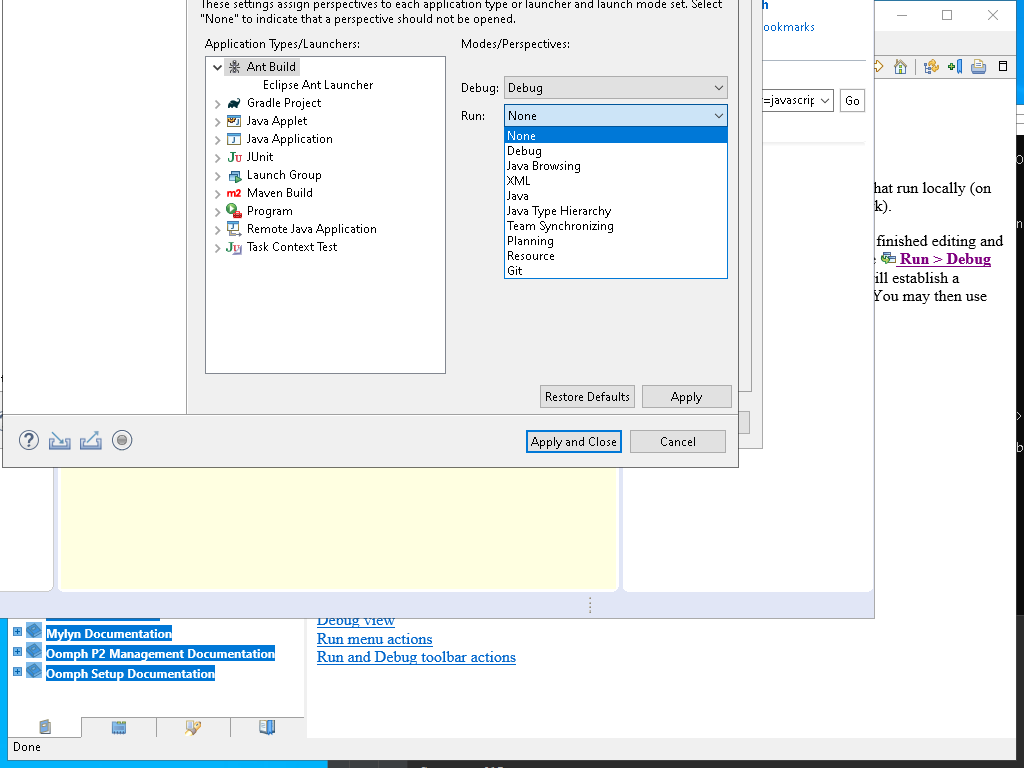 These settings assign perspectives to each application type or launcher and launch mode set. Select
"None" to indicate that a perspective should not be opened.
Application Types/Launchers:
Modes/Perspectives:
Ant Build
Eclipse Ant Launcher
Gradle Project
Java Applet
Java Application
JUnit
Launch Group
Maven Build
Program
Remote Java Application
Task Context Test
Debug:
Debug
Run:
None
None
Debug
Java Browsing
XML
Java
Java Type Hierarchy
Team Synchronizing
Planning
Resource
Git
Restore Defaults
Apply
Apply and Close
Cancel
ookmarks
=javascrip
Go
hat run locally (on
k).
finished editing and
Run > Debug
ill establish a
You may then use
Mylyn Documentation
Oomph P2 Management Documentation
Oomph Setup Documentation
Debug view
Run menu actions
Run and Debug toolbar actions
Done